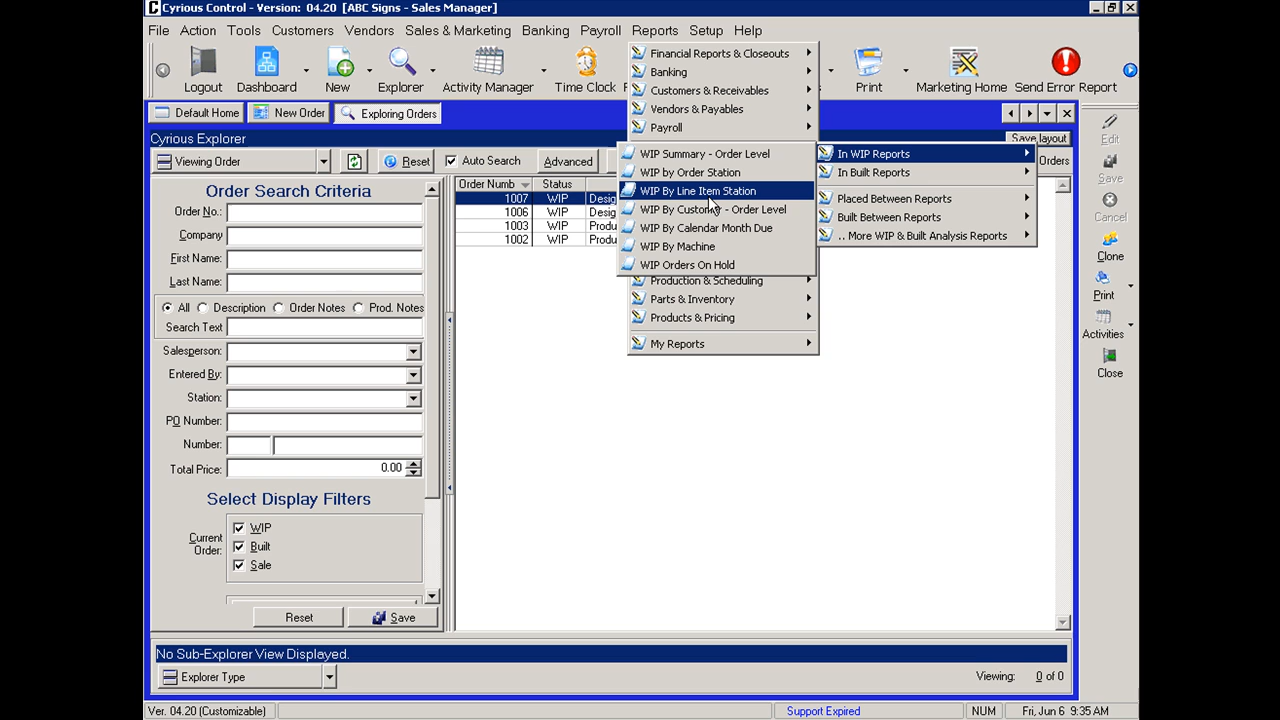 Cyrious Control - Version: 04.20 [ABC Signs - Sales Manager]
File Action Tools Customers Vendors Sales & Marketing Banking Payroll Reports Setup Help
Logout Dashboard New Explorer Activity Manager Time Clock Print Marketing Home Send Error Report
Financial Reports & Closeouts
Banking
Customers & Receivables
Vendors & Payables
Payroll
Default Home New Order Exploring Orders
Cyrious Explorer Save layout
Viewing Order Reset Auto Search Advanced Orders
WIP Summary - Order Level
WIP by Order Station
WIP By Line Item Station
WIP By Customer - Order Level
WIP By Calendar Month Due
WIP By Machine
WIP Orders On Hold
In WIP Reports
In Built Reports
Placed Between Reports
Built Between Reports
.. More WIP & Built Analysis Reports
Production & Scheduling
Parts & Inventory
Products & Pricing
My Reports
Order Search Criteria
Order No.:
Company
First Name:
Last Name:
All Description Order Notes Prod. Notes
Search Text
Salesperson:
Entered By:
Station:
PO Number:
Number:
Total Price: 0.00
Select Display Filters
Current Order:
WIP
Built
Sale
Reset Save
Order Numb Status
1007 WIP Desig
1006 WIP Desig
1003 WIP Produ
1002 WIP Produ
Edit
Save
Cancel
Clone
Print
Activities
Close
No Sub-Explorer View Displayed.
Explorer Type Viewing: 0 of 0
Ver. 04.20 (Customizable) Support Expired NUM Fri, Jun 6 9:35 AM